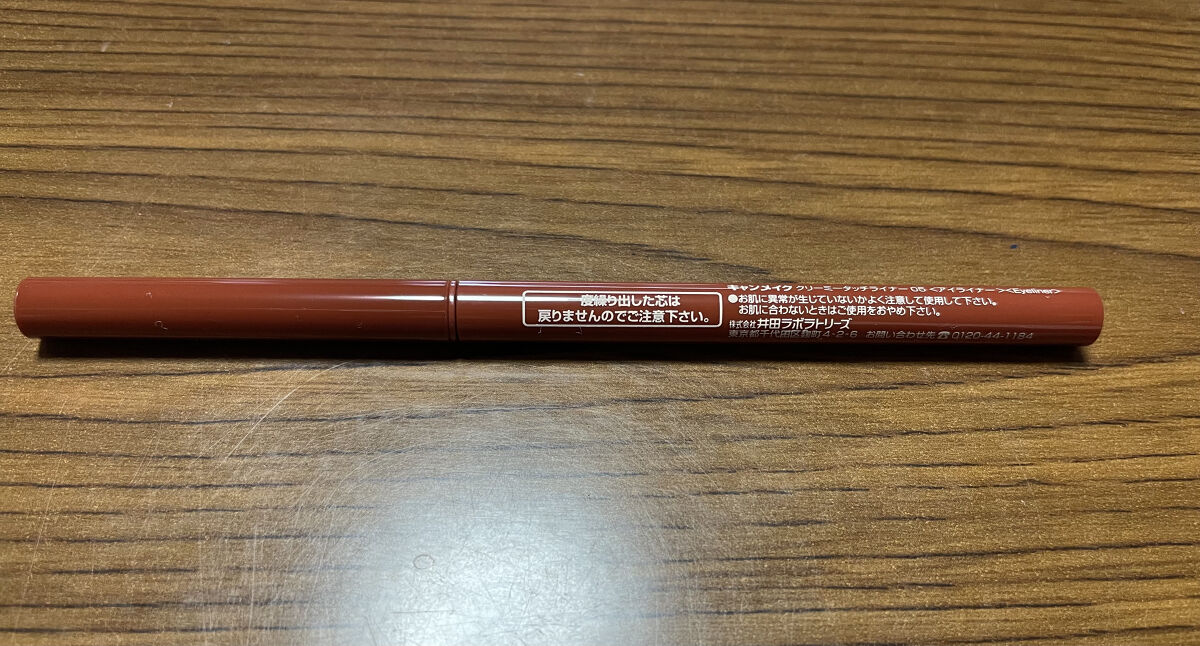 度繰り出した芯は
戻りませんのでご注意下さい。
キャンメイク クリーミータッチライナー 05 <アイライナー><Eyeliner>
●お肌に異常が生じていないかよく注意して使用して下さい。
お肌に合わないときはご使用をおやめ下さい。
株式会社 井田ラボラトリーズ
東京都千代田区麹町4-2-6 お問い合わせ先☎0120-44-1184